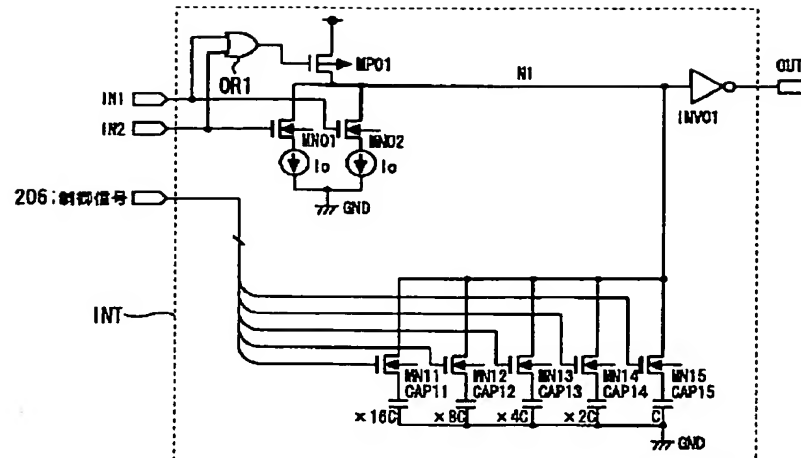 MP01
N1
OUT
OR1
INV01
IN1
IN2
MN01
MN02
Io
Io
GND
206;制御信号
INT
MN11
MN12
MN13
MN14
MN15
CAP11
CAP12
CAP13
CAP14
CAP15
×16C
×8C
×4C
×2C
C
GND